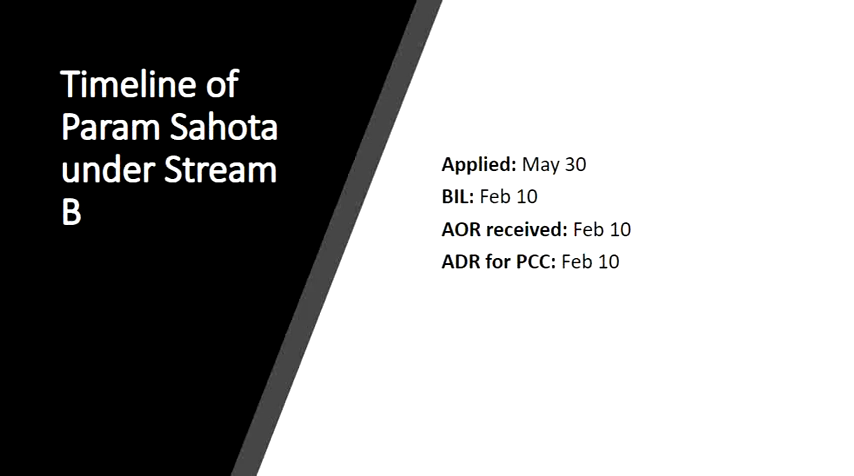 Timeline of
Param Sahota
under Stream
B
Applied: May 30
BIL: Feb 10
AOR received: Feb 10
ADR for PCC: Feb 10